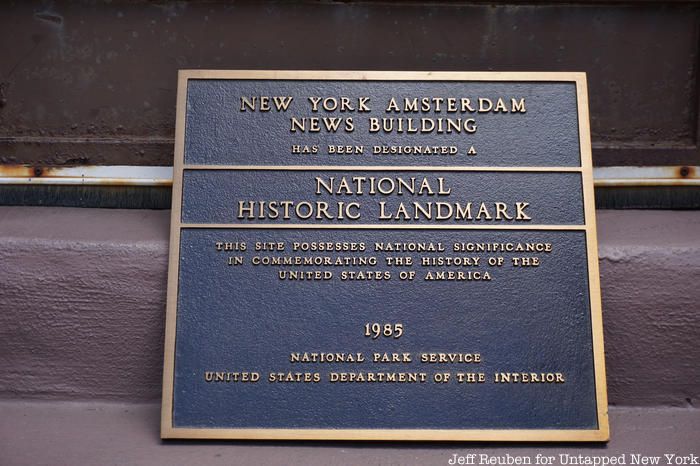 NEW YORK AMSTERDAM
NEWS BUILDING
HAS BEEN DESIGNATED A
NATIONAL
HISTORIC LANDMARK
THIS SITE POSSESSES NATIONAL SIGNIFICANCE
IN COMMEMORATING THE HISTORY OF THE
UNITED STATES OF AMERICA
1985
NATIONAL PARK SERVICE
UNITED STATES DEPARTMENT OF THE INTERIOR
Jeff Reuben for Untapped New York